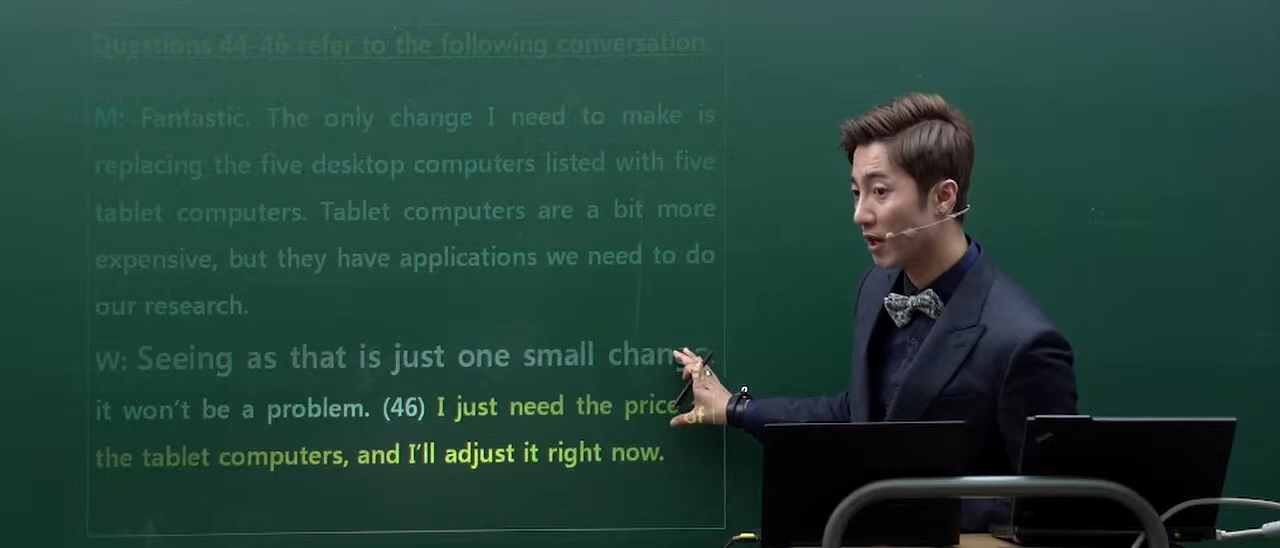 Questions 44-46 refer to the following conversation.
M: Fantastic. The only change I need to make is
replacing the five desktop computers listed with five
tablet computers. Tablet computers are a bit more
expensive, but they have applications we need to do
our research.
W: Seeing as that is just one small change
it won't be a problem. (46) I just need the price of
the tablet computers, and I'll adjust it right now.